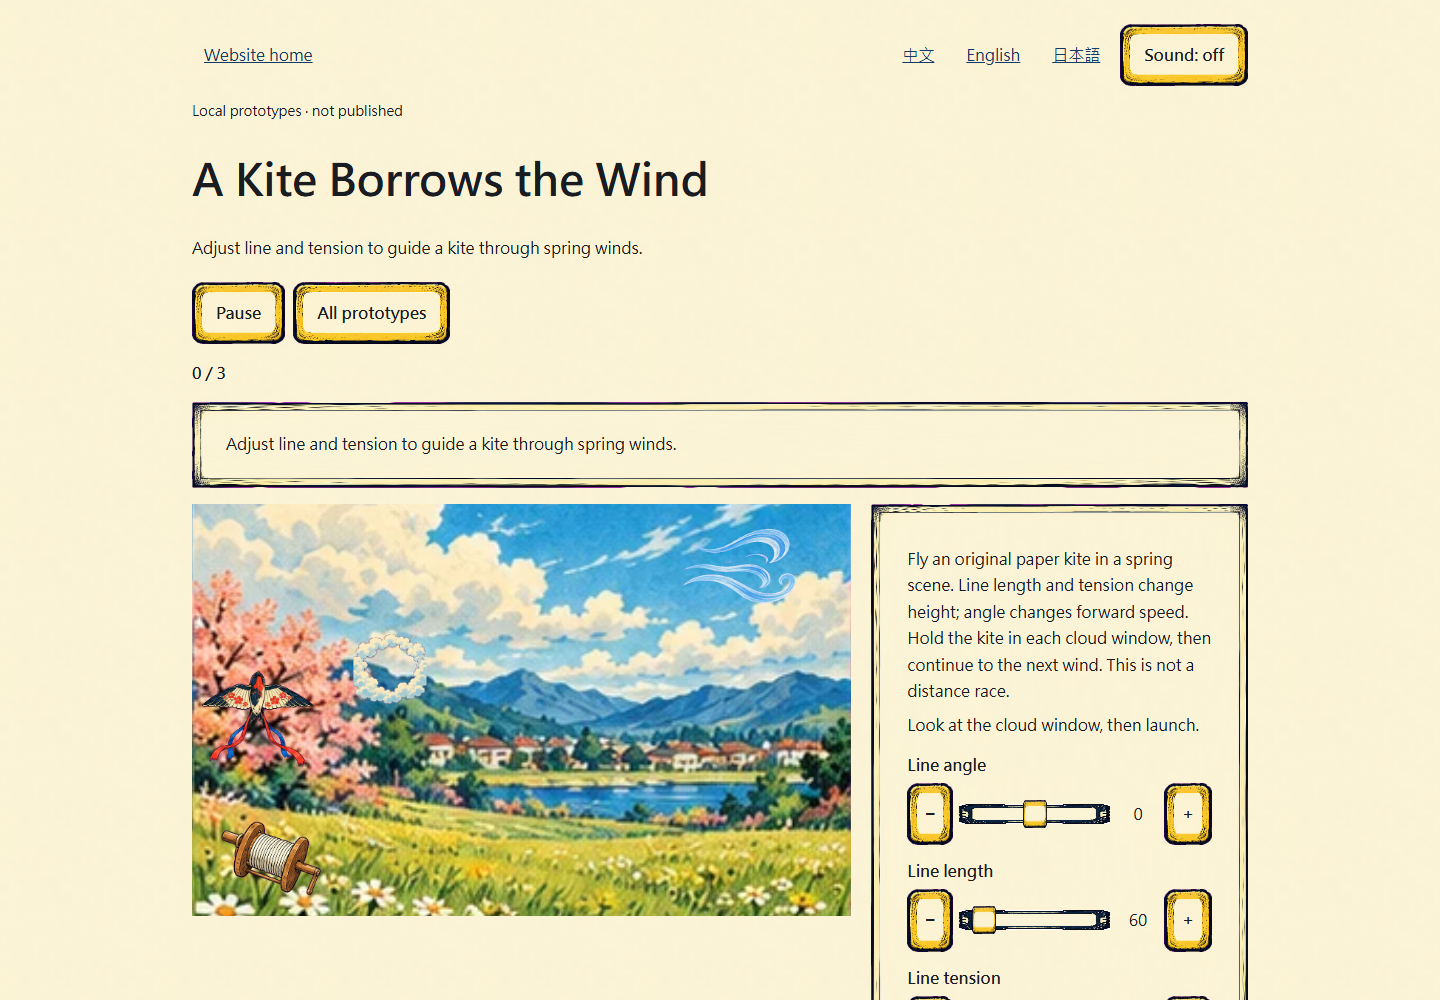 Website home
中文
English
日本語
Sound: off
Local prototypes · not published
A Kite Borrows the Wind
Adjust line and tension to guide a kite through spring winds.
Pause
All prototypes
0 / 3
Adjust line and tension to guide a kite through spring winds.
Fly an original paper kite in a spring
scene. Line length and tension change
height; angle changes forward speed.
Hold the kite in each cloud window, then
continue to the next wind. This is not a
distance race.
Look at the cloud window, then launch.
Line angle
− 0 +
Line length
− 60 +
Line tension